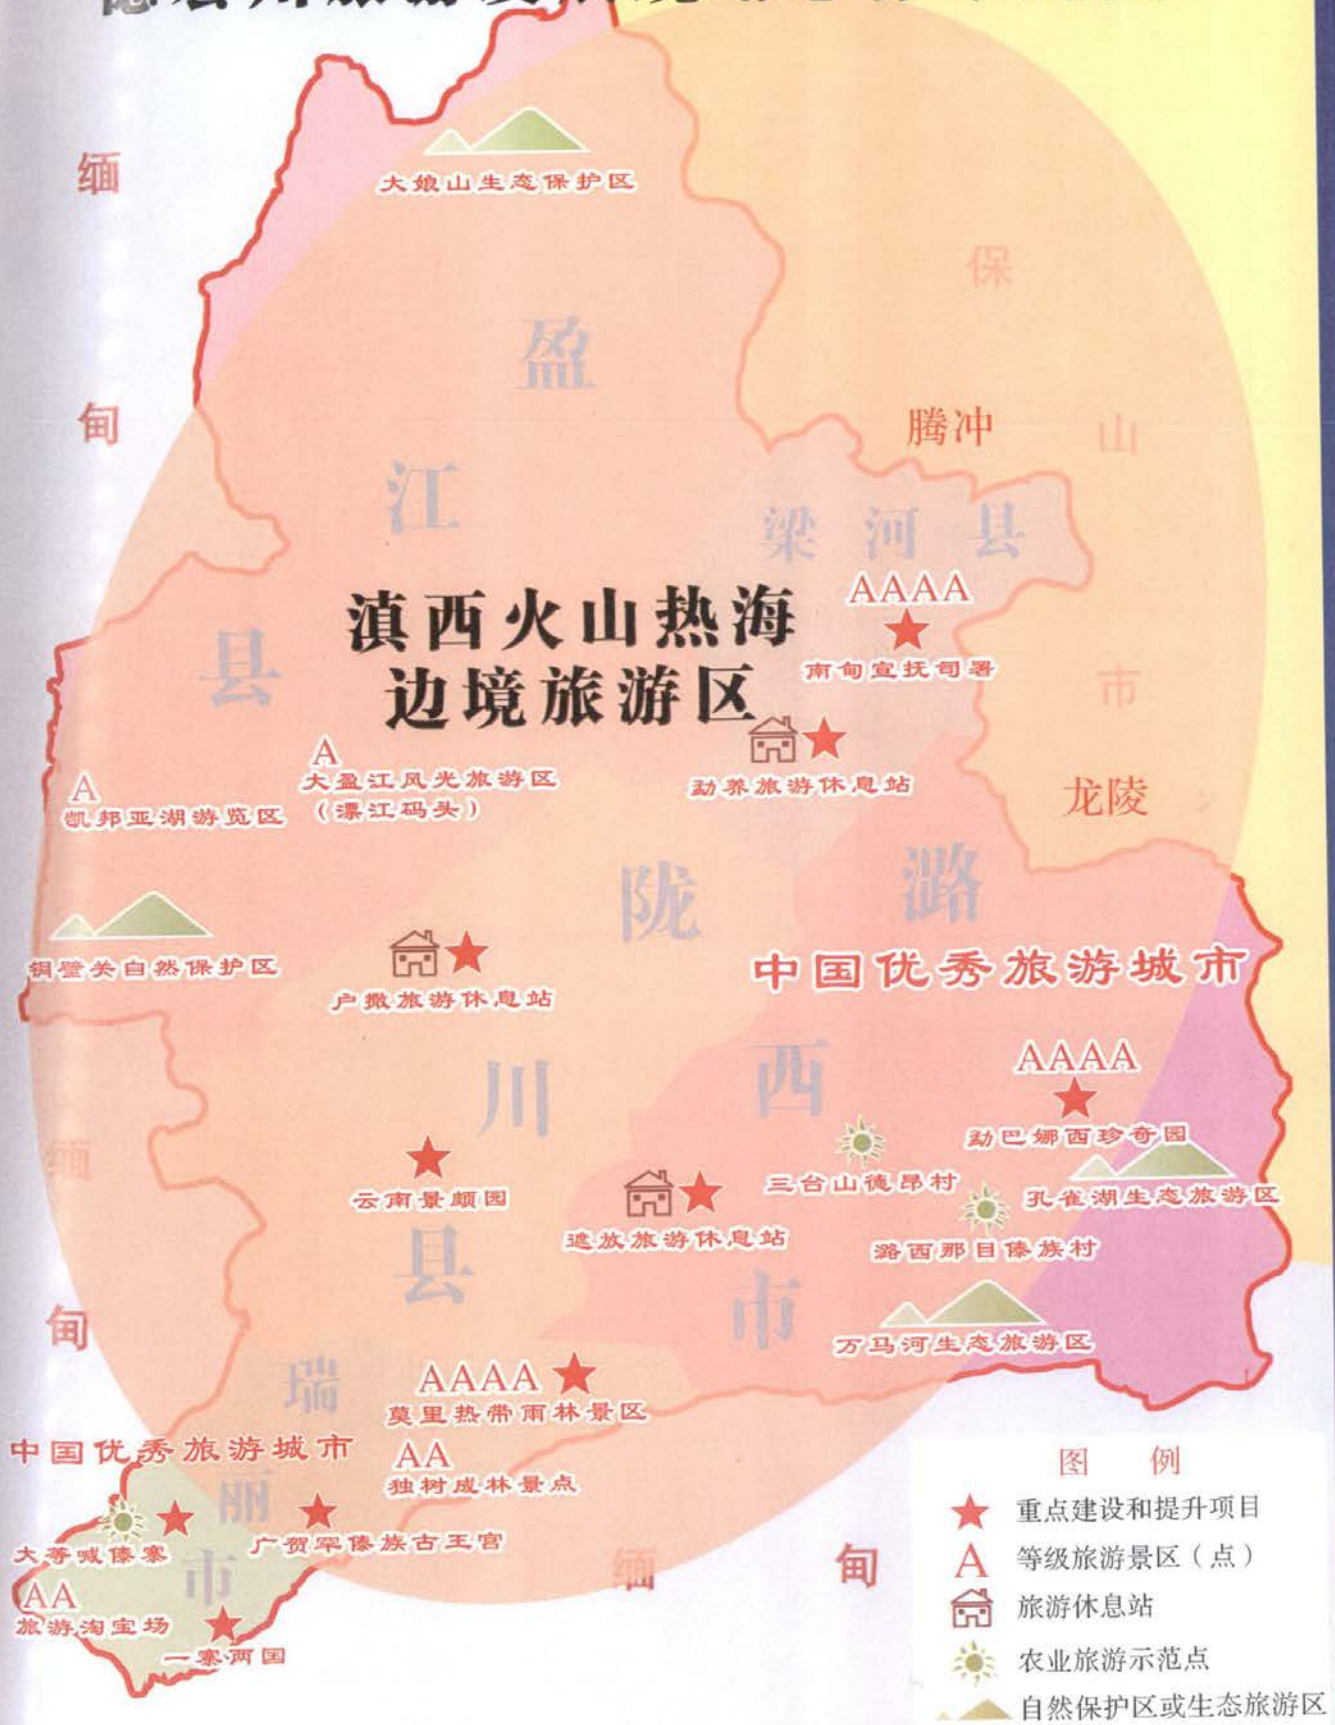 大娘山生态保护区
缅
甸
保
山
市
盈
江
县
腾冲
梁河县
AAAA
南甸宣抚司署
滇西火山热海
边境旅游区
勐养旅游休息站
龙陵
A
大盈江风光旅游区
(漂江码头)
A
凯邦亚湖游览区
陇
川
县
潞
西
市
铜壁关自然保护区
户撒旅游休息站
中国优秀旅游城市
AAAA
勐巴娜西珍奇园
三台山德昂村
孔雀湖生态旅游区
缅
甸
云南景颇园
遮放旅游休息站
潞西那目傣族村
万马河生态旅游区
瑞
丽
市
AAAA
莫里热带雨林景区
中国优秀旅游城市
AA
独树成林景点
大等喊傣寨
广贺罕傣族古王宫
AA
旅游淘宝场
一寨两国
缅甸
图例
重点建设和提升项目
A 等级旅游景区（点）
旅游休息站
农业旅游示范点
自然保护区或生态旅游区